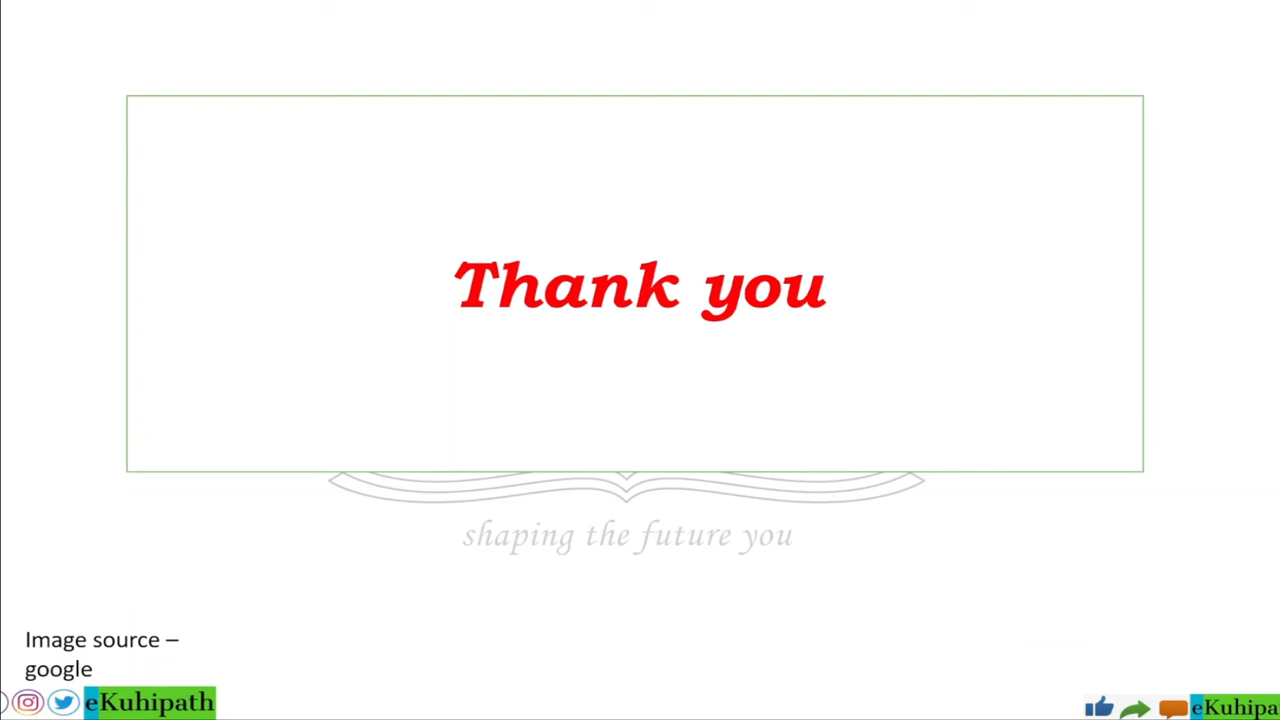 Thank you
shaping the future you
Image source –
google
eKuhipath
eKuhipa